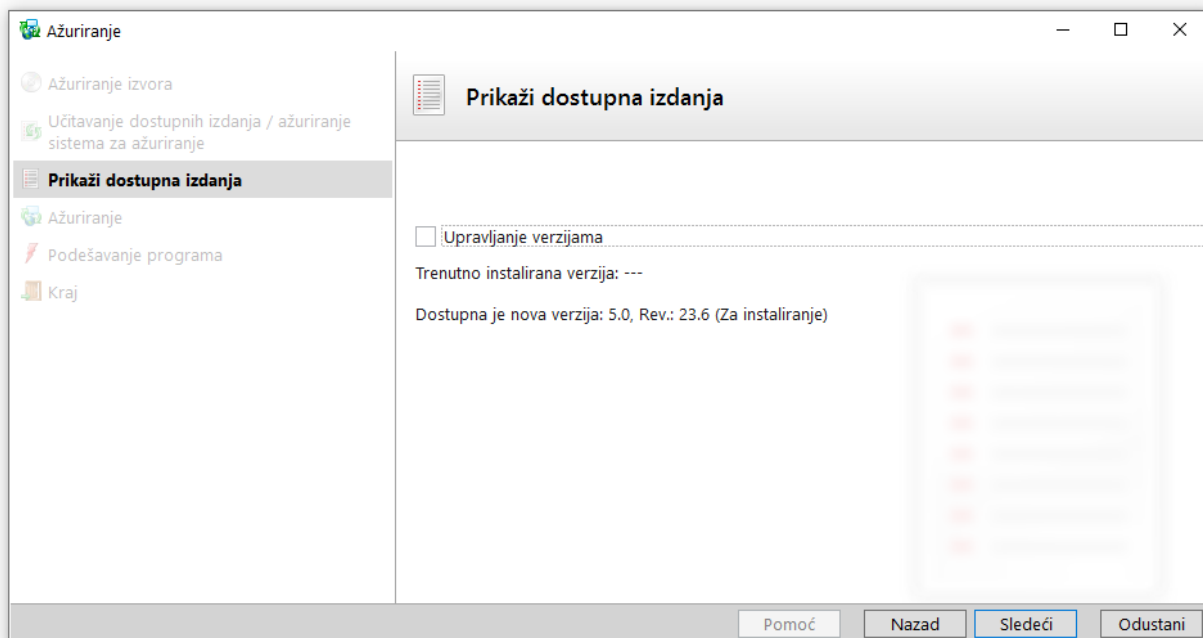 Ažuriranje
Ažuriranje izvora
Učitavanje dostupnih izdanja / ažuriranje
sistema za ažuriranje
Prikaži dostupna izdanja
Ažuriranje
Podešavanje programa
Kraj
Prikaži dostupna izdanja
Upravljanje verzijama
Trenutno instalirana verzija: ---
Dostupna je nova verzija: 5.0, Rev.: 23.6 (Za instaliranje)
Pomoć
Nazad
Sledeći
Odustani